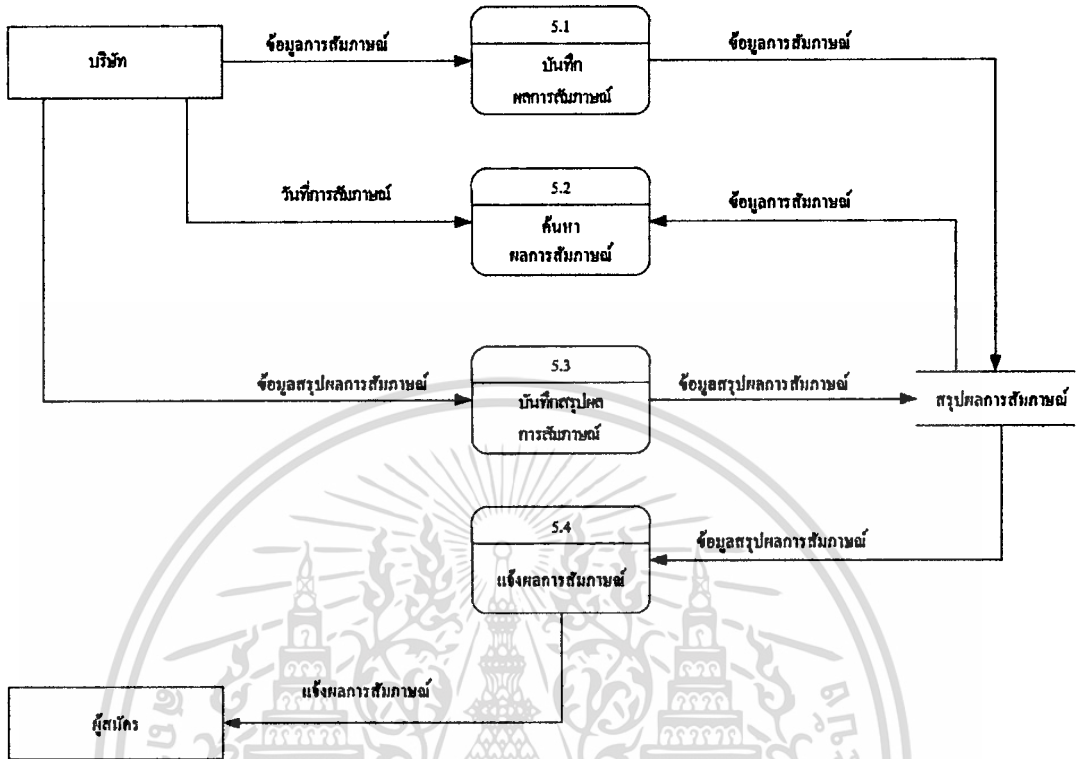 บริษัท
ข้อมูลการสัมภาษณ์
5.1
บันทึก
ผลการสัมภาษณ์
ข้อมูลการสัมภาษณ์
วันที่การสัมภาษณ์
5.2
ค้นหา
ผลการสัมภาษณ์
ข้อมูลการสัมภาษณ์
ข้อมูลสรุปผลการสัมภาษณ์
5.3
บันทึกสรุปผล
การสัมภาษณ์
ข้อมูลสรุปผลการสัมภาษณ์
สรุปผลการสัมภาษณ์
5.4
แจ้งผลการสัมภาษณ์
ข้อมูลสรุปผลการสัมภาษณ์
แจ้งผลการสัมภาษณ์
ผู้สมัคร